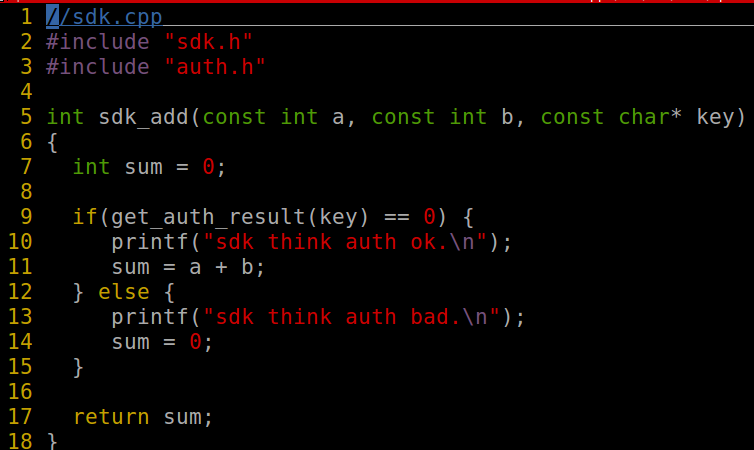 1 //sdk.cpp
2 #include "sdk.h"
3 #include "auth.h"
4
5 int sdk_add(const int a, const int b, const char* key)
6 {
7   int sum = 0;
8
9   if(get_auth_result(key) == 0) {
10      printf("sdk think auth ok.\n");
11      sum = a + b;
12   } else {
13      printf("sdk think auth bad.\n");
14      sum = 0;
15   }
16
17   return sum;
18 }